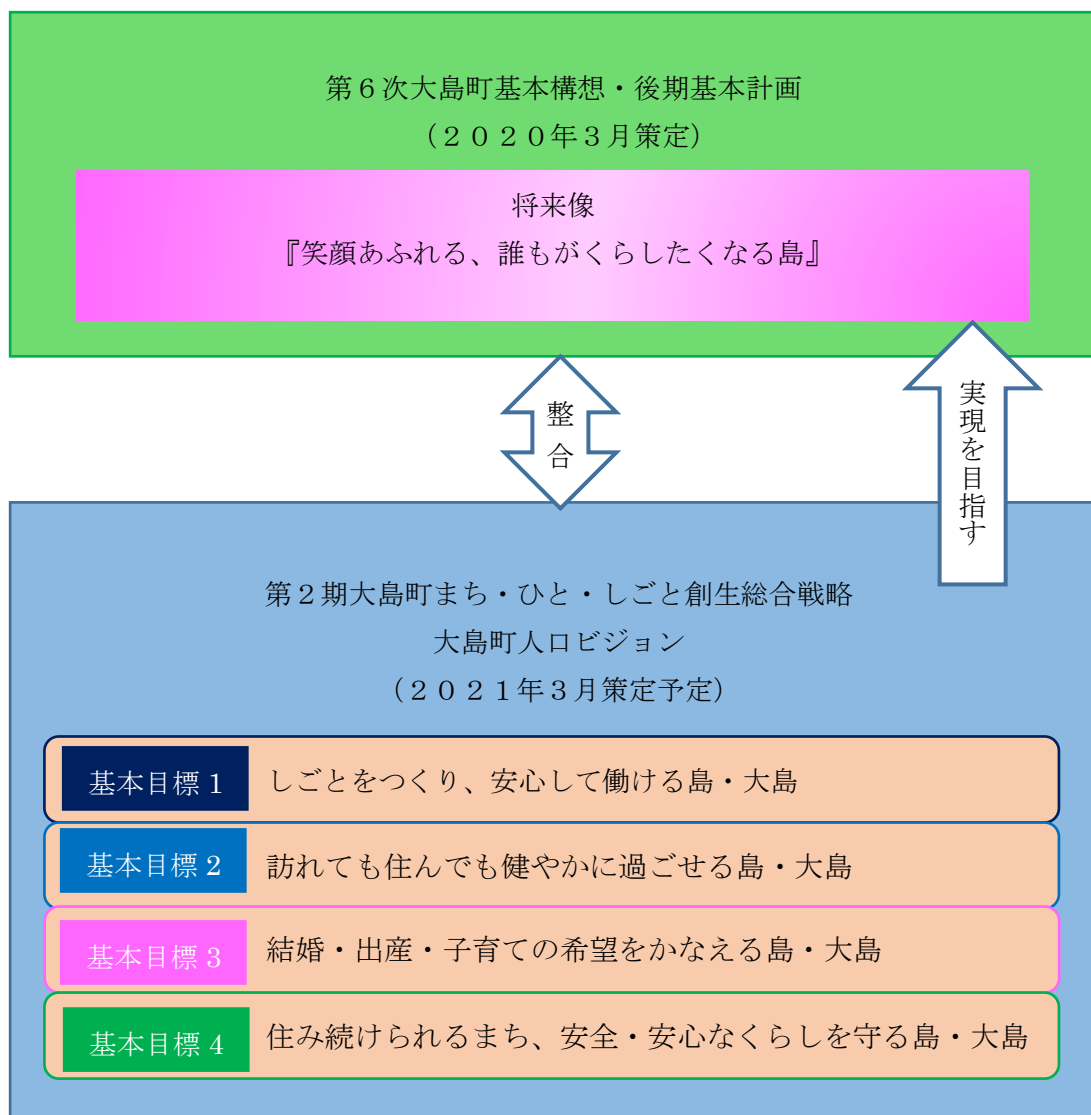 第６次大島町基本構想・後期基本計画
（２０２０年３月策定）
将来像
『笑顔あふれる、誰もがくらしたくなる島』
整合
実現を目指す
第２期大島町まち・ひと・しごと創生総合戦略
大島町人口ビジョン
（２０２１年３月策定予定）
基本目標 1 しごとをつくり、安心して働ける島・大島
基本目標 2 訪れても住んでも健やかに過ごせる島・大島
基本目標 3 結婚・出産・子育ての希望をかなえる島・大島
基本目標 4 住み続けられるまち、安全・安心なくらしを守る島・大島